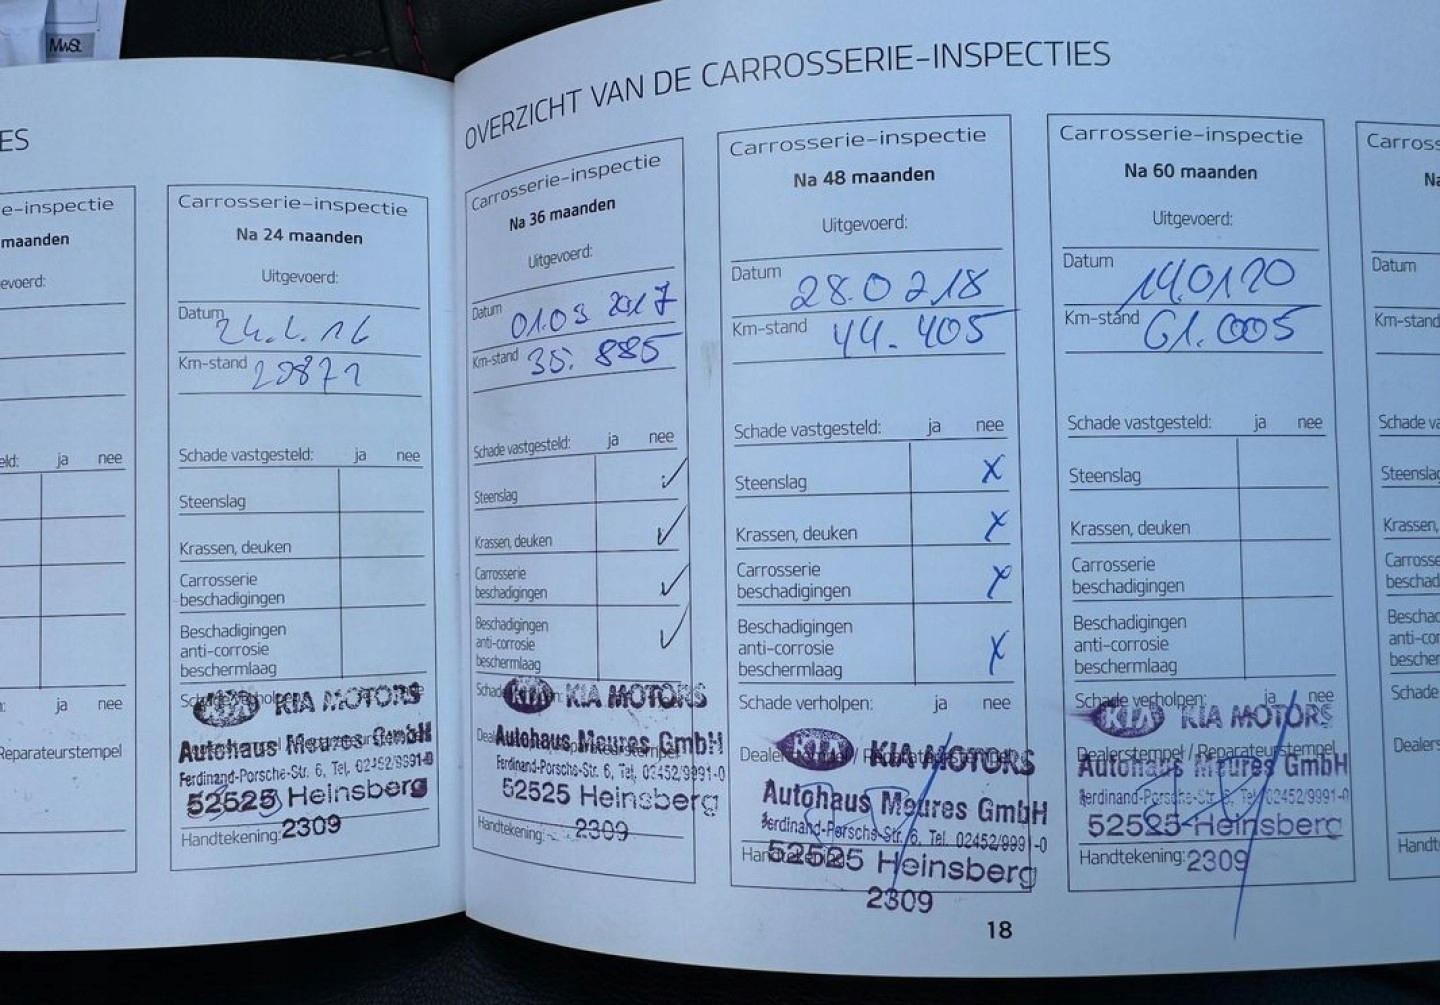 MwSt.
ES
e-inspectie
maanden
evoerd:
eld: ja nee
n: ja nee
Reparateurstempel
Carrosserie-inspectie
Na 24 maanden
Uitgevoerd:
Datum
24.2.16
Km-stand 20871
Schade vastgesteld: ja nee
Steenslag
Krassen, deuken
Carrosserie
beschadigingen
Beschadigingen
anti-corrosie
beschermlaag
KIA KIA MOTORS
Autohaus Meures GmbH
Ferdinand-Porsche-Str. 6, Tel. 02452/9991-0
52525 Heinsberg
Handtekening: 2309
OVERZICHT VAN DE CARROSSERIE-INSPECTIES
Carrosserie-inspectie
Na 36 maanden
Uitgevoerd:
Datum 01.03 2017
Km-stand 35.885
Schade vastgesteld: ja nee
Steenslag
Krassen, deuken
Carrosserie
beschadigingen
Beschadigingen
anti-corrosie
beschermlaag
KIA KIA MOTORS
Autohaus Meures GmbH
Ferdinand-Porsche-Str. 6, Tel. 02452/9991-0
52525 Heinsberg
Handtekening: 2309
Carrosserie-inspectie
Na 48 maanden
Uitgevoerd:
Datum 28.02.18
Km-stand 44.405
Schade vastgesteld: ja nee
Steenslag X
Krassen, deuken X
Carrosserie
beschadigingen X
Beschadigingen
anti-corrosie
beschermlaag X
Schade verholpen: ja nee
KIA KIA MOTORS
Autohaus Meures GmbH
Ferdinand-Porsche-Str. 6, Tel. 02452/9991-0
52525 Heinsberg
2309
Carrosserie-inspectie
Na 60 maanden
Uitgevoerd:
Datum 14.01.20
Km-stand 61.005
Schade vastgesteld: ja nee
Steenslag
Krassen, deuken
Carrosserie
beschadigingen
Beschadigingen
anti-corrosie
beschermlaag
Schade verholpen: ja nee
KIA KIA MOTORS
Dealerstempel / Reparateurstempel
Autohaus Meures GmbH
Ferdinand-Porsche-Str. 6, Tel. 02452/9991-0
52525 Heinsberg
Handtekening: 2309
Carross
Na
Datum
Km-stand
Schade va
Steenslag
Krassen,
Carrosse
beschad
Beschad
anti-cor
bescher
Schade
Dealers
Handt
18